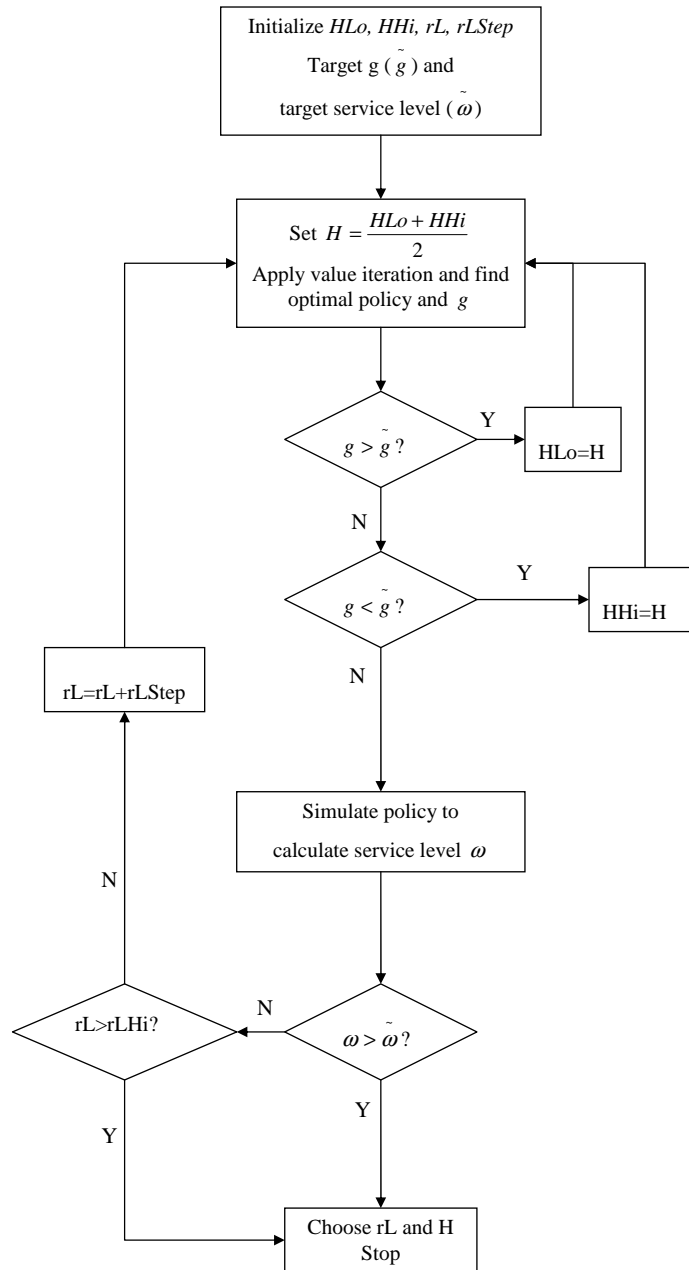 Initialize HLo, HHi, rL, rLStep
Target g ( g̃ ) and
target service level ( ω̃ )
Set H = (HLo + HHi) / 2
Apply value iteration and find
optimal policy and g
g > g̃ ?
Y
HLo=H
N
g < g̃ ?
Y
HHi=H
N
rL=rL+rLStep
Simulate policy to
calculate service level ω
N
rL>rLHi?
N
ω > ω̃ ?
Y
Y
Choose rL and H
Stop